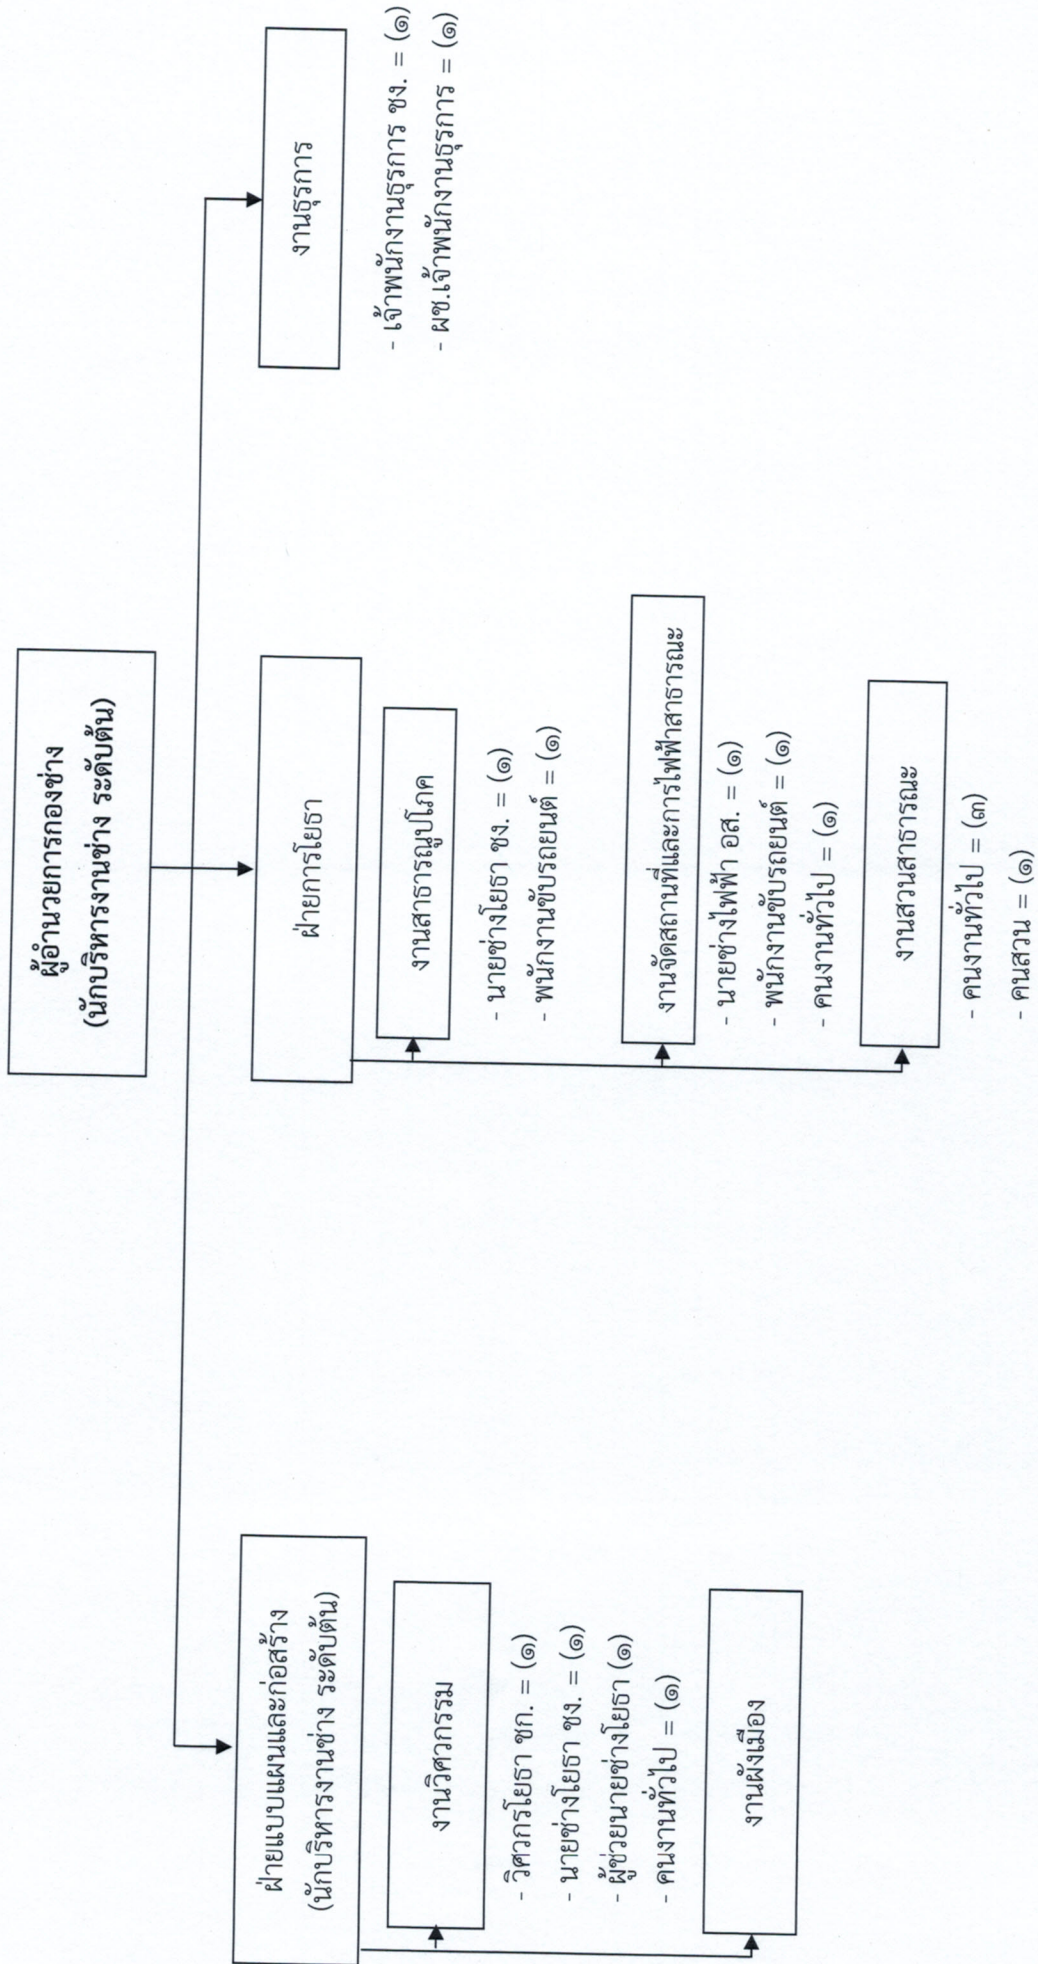 ผู้อำนวยการกองช่าง
(นักบริหารงานช่าง ระดับต้น)
ฝ่ายแบบแผนและก่อสร้าง
(นักบริหารงานช่าง ระดับต้น)
งานวิศวกรรม
- วิศวกรโยธา ชก. = (๑)
- นายช่างโยธา ชง. = (๑)
- ผู้ช่วยนายช่างโยธา (๑)
- คนงานทั่วไป = (๑)
งานผังเมือง
ฝ่ายการโยธา
งานสาธารณูปโภค
- นายช่างโยธา ชง. = (๑)
- พนักงานขับรถยนต์ = (๑)
งานจัดสถานที่และการไฟฟ้าสาธารณะ
- นายช่างไฟฟ้า อส. = (๑)
- พนักงานขับรถยนต์ = (๑)
- คนงานทั่วไป = (๑)
งานสวนสาธารณะ
- คนงานทั่วไป = (๓)
- คนสวน = (๑)
งานธุรการ
- เจ้าพนักงานธุรการ ชง. = (๑)
- ผช.เจ้าพนักงานธุรการ = (๑)